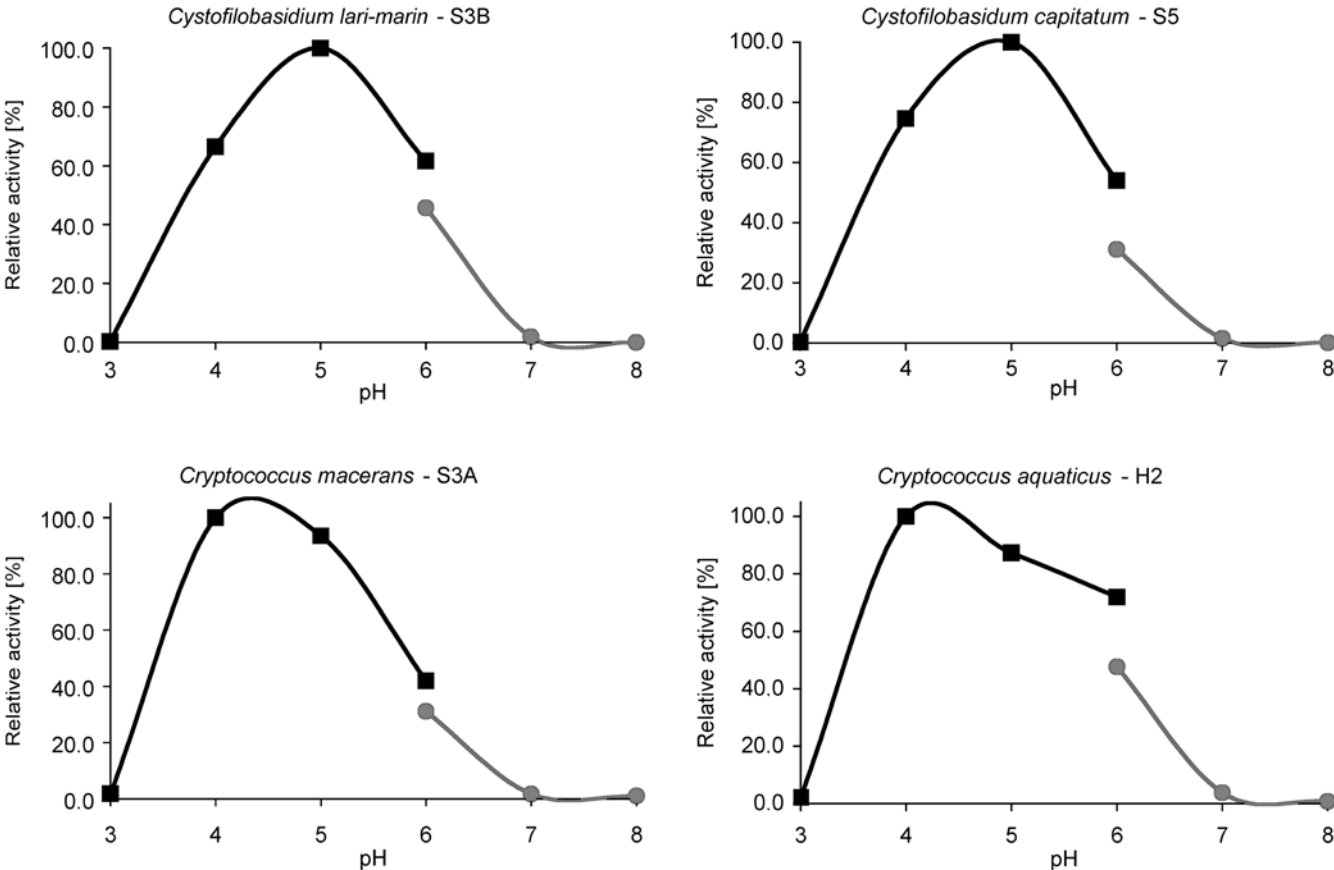 Cystofilobasidium lari-marin - S3B
Relative activity [%]
100.0
80.0
60.0
40.0
20.0
0.0
3 4 5 6 7 8
pH
Cystofilobasidum capitatum - S5
Relative activity [%]
100.0
80.0
60.0
40.0
20.0
0.0
3 4 5 6 7 8
pH
Cryptococcus macerans - S3A
Relative activity [%]
100.0
80.0
60.0
40.0
20.0
0.0
3 4 5 6 7 8
pH
Cryptococcus aquaticus - H2
Relative activity [%]
100.0
80.0
60.0
40.0
20.0
0.0
3 4 5 6 7 8
pH